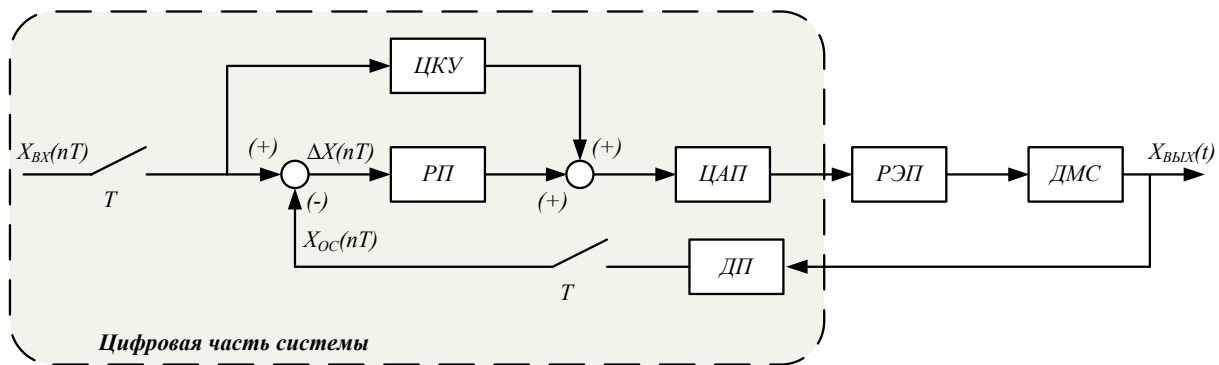 ЦКУ
X_ВХ(nT)
(+)
ΔX(nT)
(+)
X_ВЫХ(t)
РП
ЦАП
РЭП
ДМС
T
(-)
(+)
X_ОС(nT)
ДП
T
Цифровая часть системы